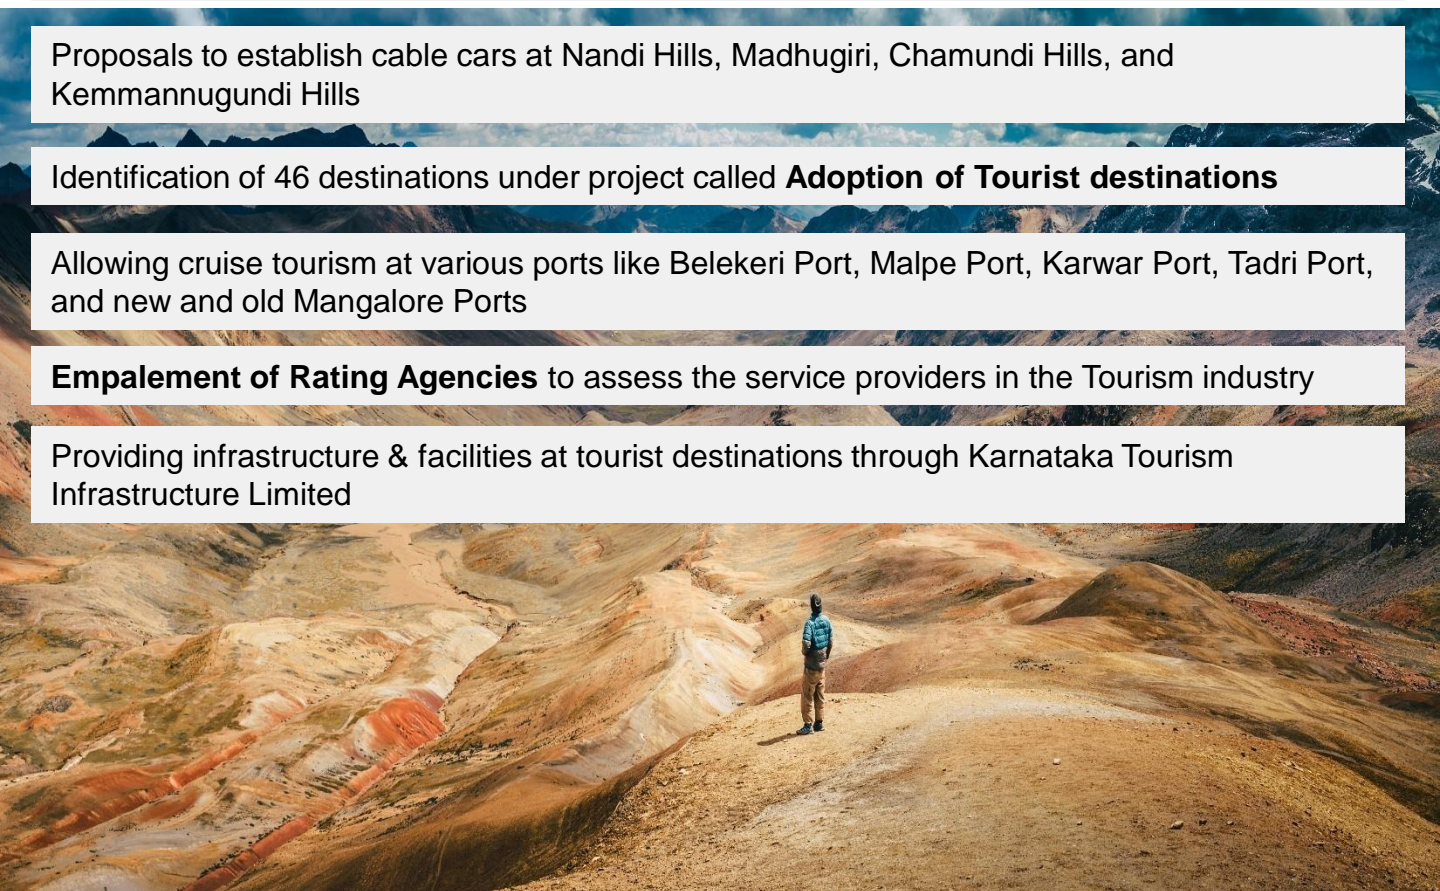 Proposals to establish cable cars at Nandi Hills, Madhugiri, Chamundi Hills, and
Kemmannugundi Hills
Identification of 46 destinations under project called Adoption of Tourist destinations
Allowing cruise tourism at various ports like Belekeri Port, Malpe Port, Karwar Port, Tadri Port,
and new and old Mangalore Ports
Empalement of Rating Agencies to assess the service providers in the Tourism industry
Providing infrastructure & facilities at tourist destinations through Karnataka Tourism
Infrastructure Limited